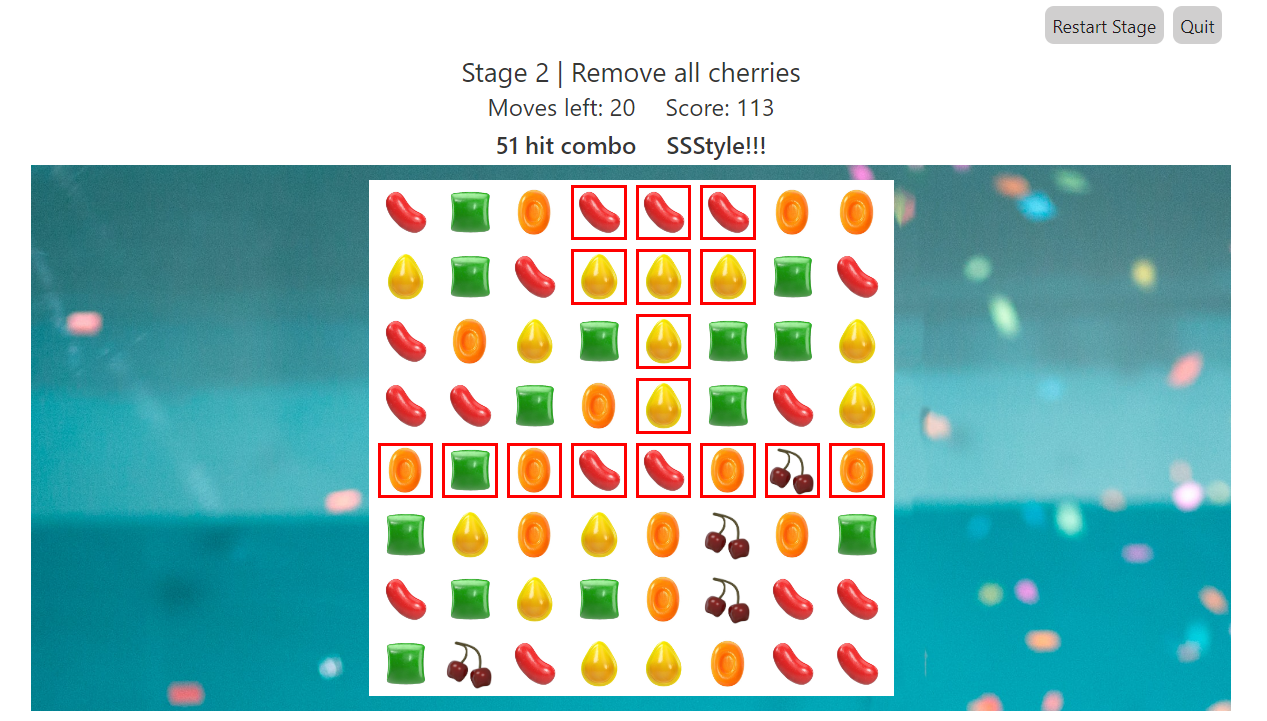 Restart Stage Quit
Stage 2 | Remove all cherries
Moves left: 20 Score: 113
51 hit combo SSStyle!!!